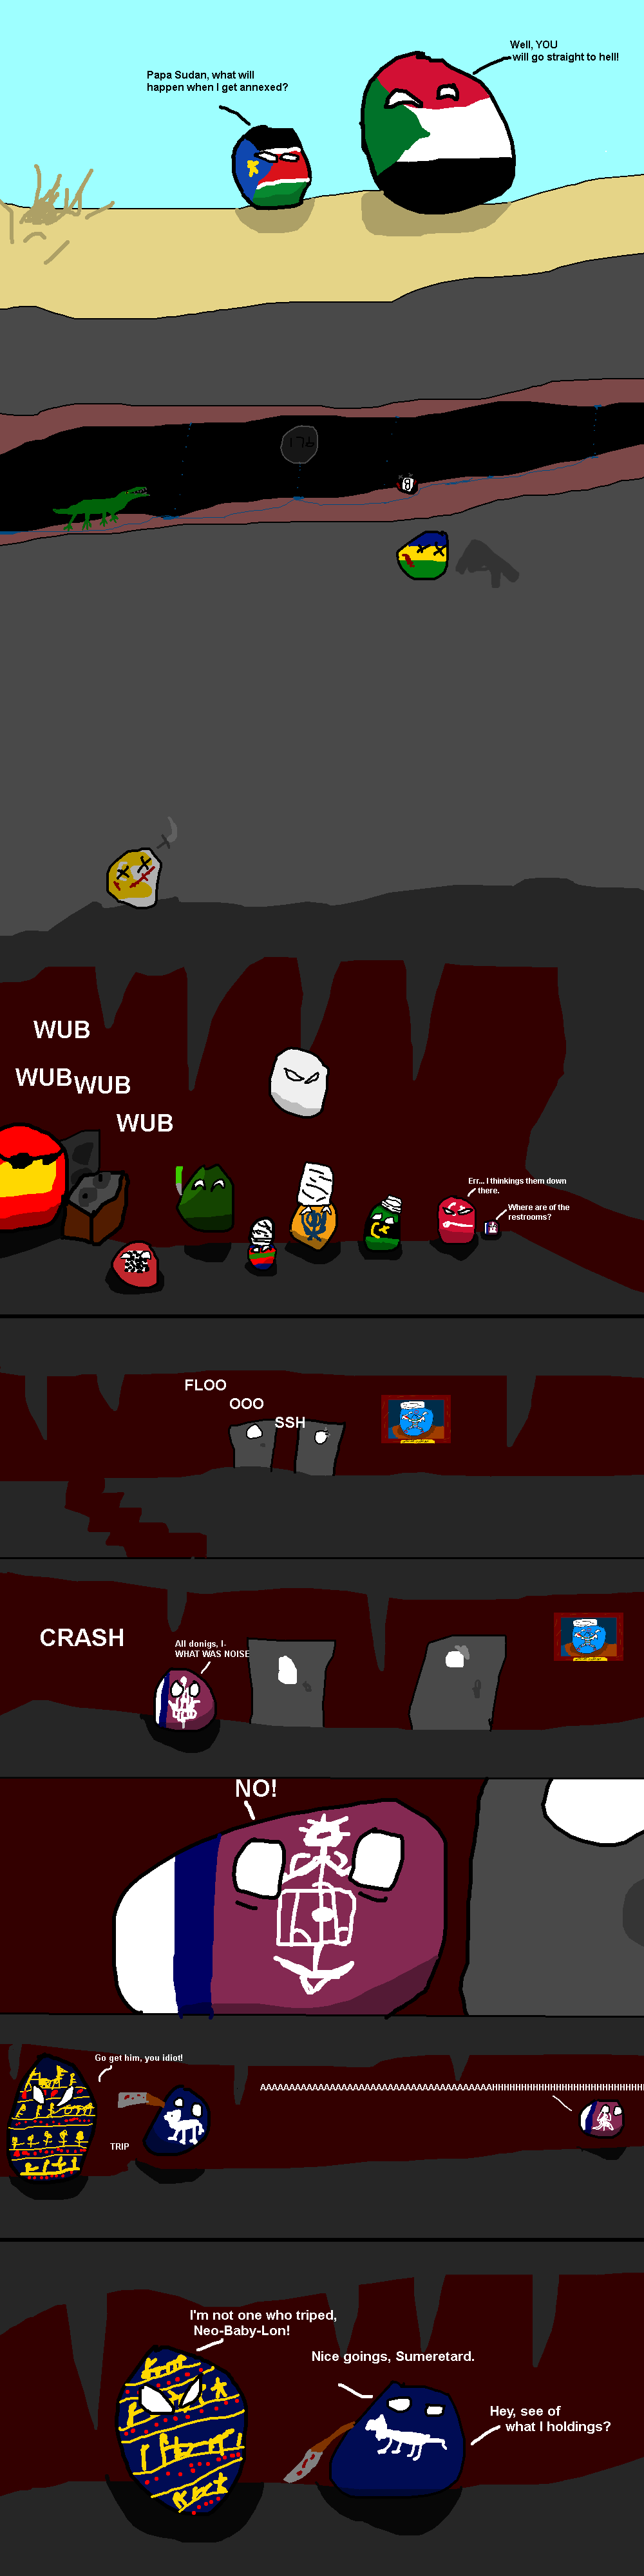 Well, YOU
will go straight to hell!
Papa Sudan, what will
happen when I get annexed?
176
8
WUB
WUB WUB
WUB
Err... I thinkings them down
there.
Where are of the
restrooms?
FLOO
OOO
SSH
CRASH
All donigs, I-
WHAT WAS NOISE
NO!
Go get him, you idiot!
TRIP
I'm not one who triped,
Neo-Baby-Lon!
Nice goings, Sumeretard.
Hey, see of
what I holdings?